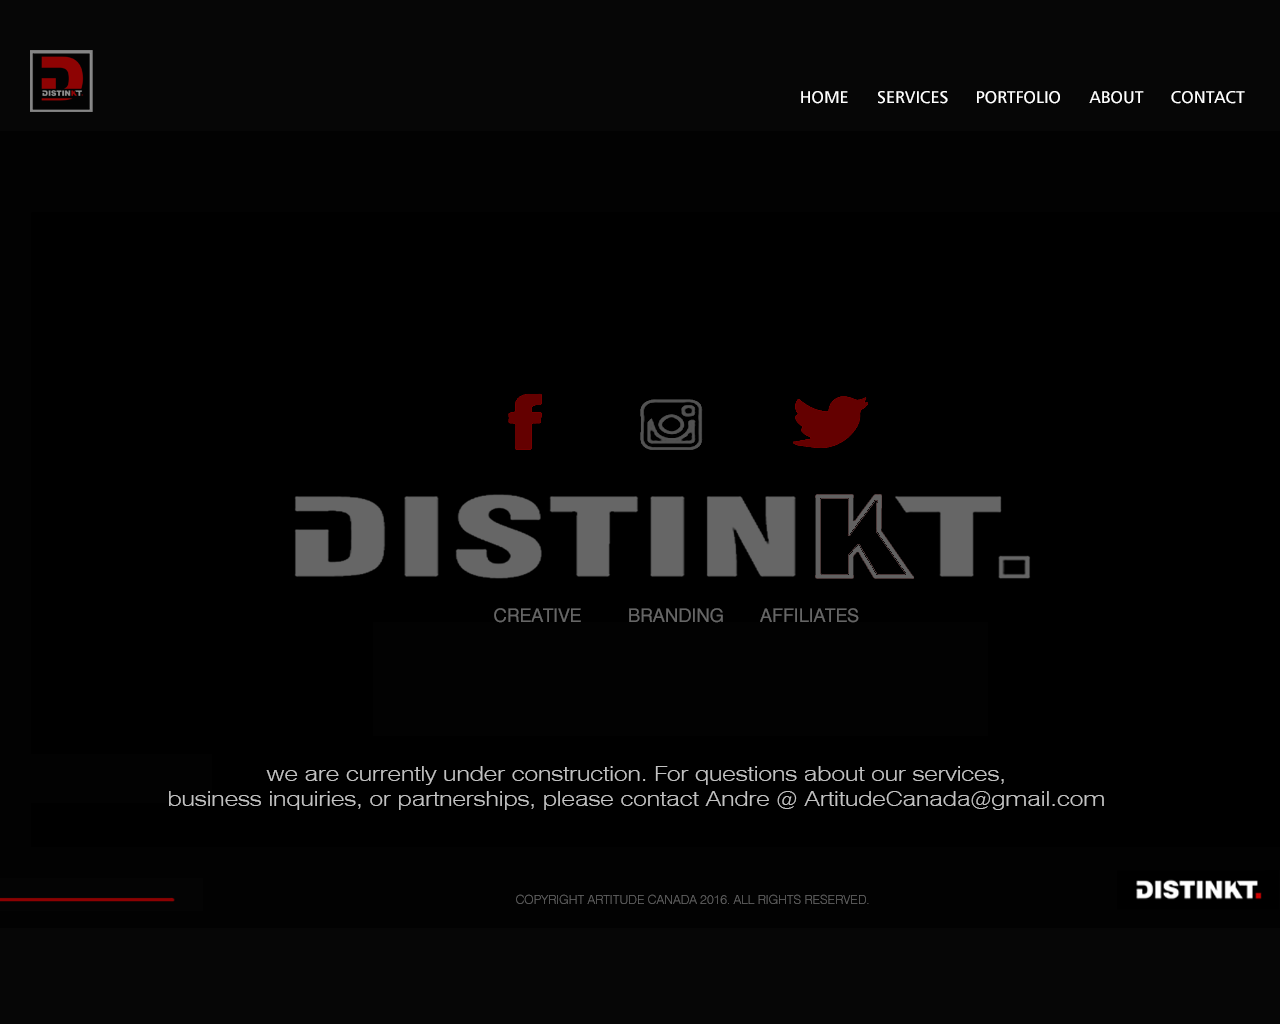 DISTINKT
HOME SERVICES PORTFOLIO ABOUT CONTACT
DISTINKT.
CREATIVE BRANDING AFFILIATES
we are currently under construction. For questions about our services,
business inquiries, or partnerships, please contact Andre @ ArtitudeCanada@gmail.com
DISTINKT.
COPYRIGHT ARTITUDE CANADA 2016. ALL RIGHTS RESERVED.